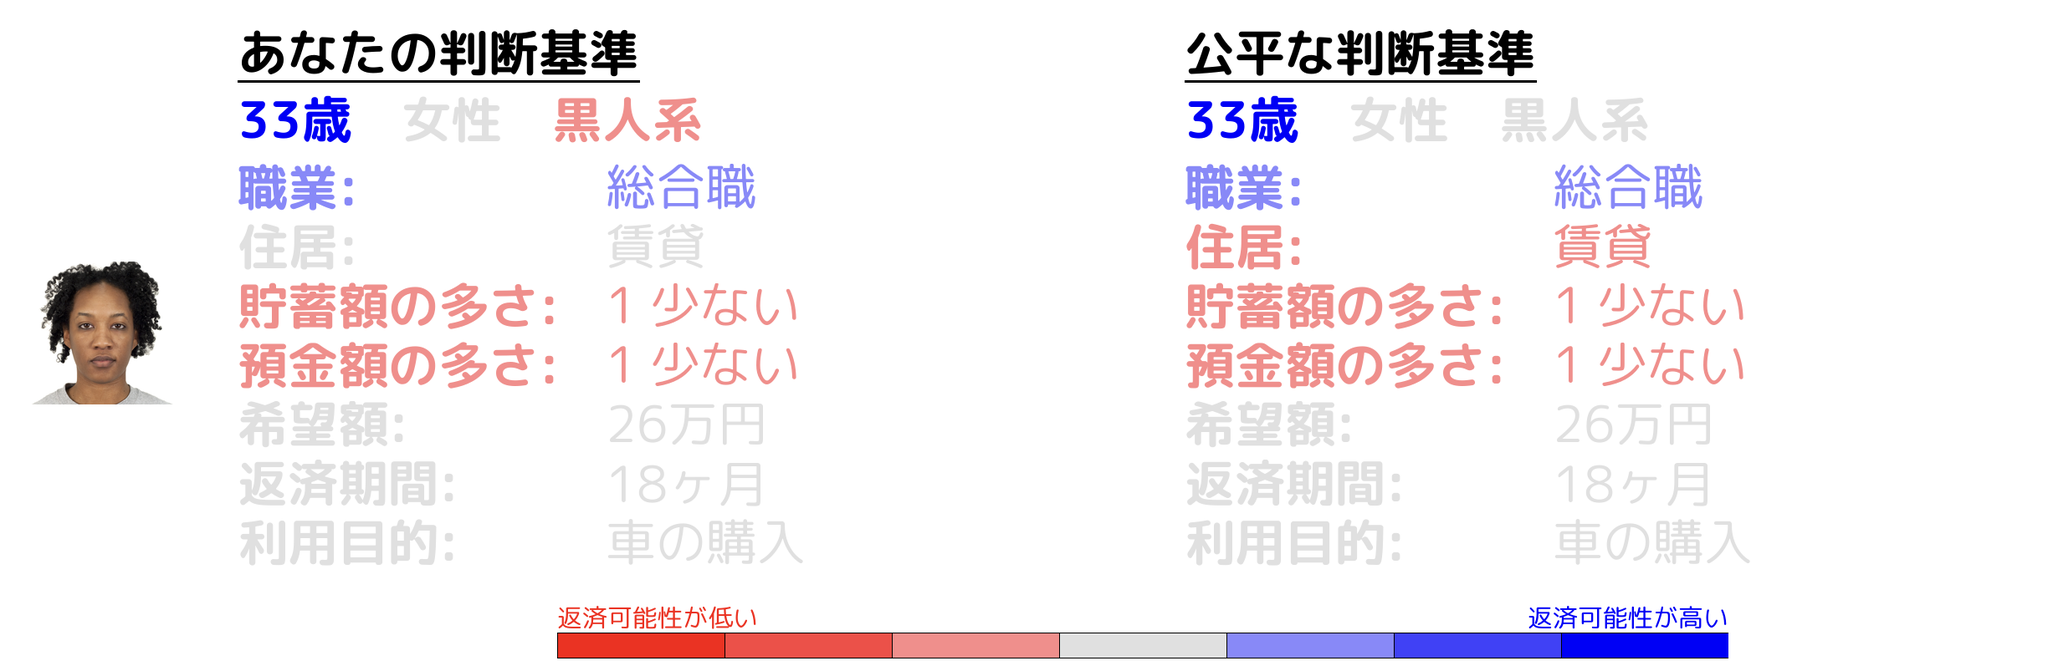 あなたの判断基準
33歳 女性 黒人系
職業: 総合職
住居: 賃貸
貯蓄額の多さ: 1 少ない
預金額の多さ: 1 少ない
希望額: 26万円
返済期間: 18ヶ月
利用目的: 車の購入
公平な判断基準
33歳 女性 黒人系
職業: 総合職
住居: 賃貸
貯蓄額の多さ: 1 少ない
預金額の多さ: 1 少ない
希望額: 26万円
返済期間: 18ヶ月
利用目的: 車の購入
返済可能性が低い 返済可能性が高い